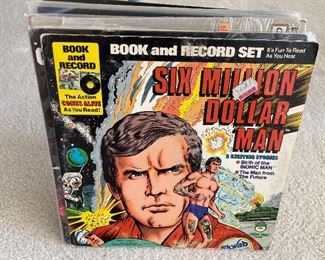 BOOK and RECORD SET It's Fun To Read
As You Hear
BOOK
and
RECORD
The Action
COMES ALIVE
As You Read!
SIX MILLION
DOLLAR
MAN
2 EXCITING STORIES
• Birth of the
BIONIC MAN
• The Man from
The Future